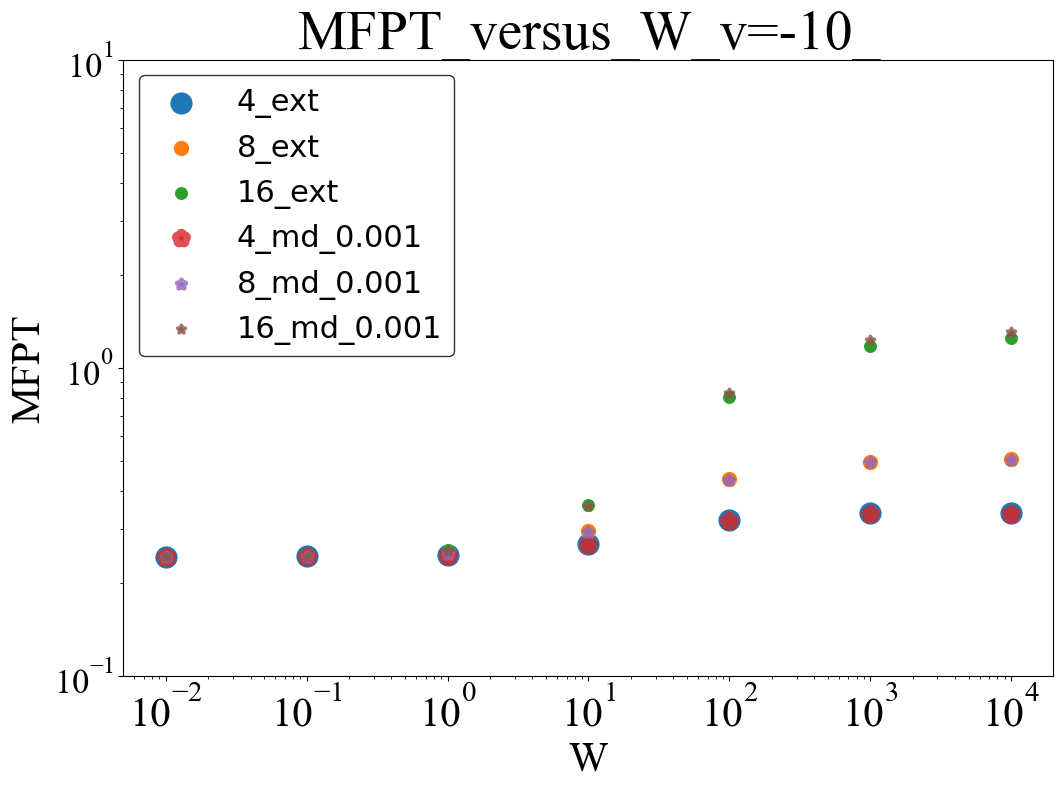 MFPT_versus_W_v=-10_
10^1
10^0
10^−1
MFPT
4_ext
8_ext
16_ext
4_md_0.001
8_md_0.001
16_md_0.001
10^−2 10^−1 10^0 10^1 10^2 10^3 10^4
W